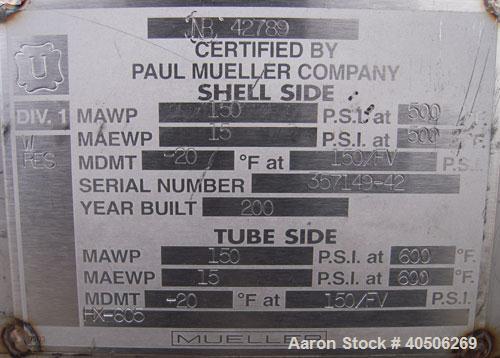 NB 42789
CERTIFIED BY
PAUL MUELLER COMPANY
U
SHELL SIDE
DIV. 1
MAWP 150 P.S.I. at 500 °F.
MAEWP 15 P.S.I. at 500 °F.
W
RES
MDMT -20 °F at 150/FV P.S.I.
SERIAL NUMBER 357149-42
YEAR BUILT 200
TUBE SIDE
MAWP 150 P.S.I. at 600 °F.
MAEWP 15 P.S.I. at 600 °F.
MDMT -20 °F at 150/FV P.S.I.
HX-605
MUELLER
Aaron Stock # 40506269